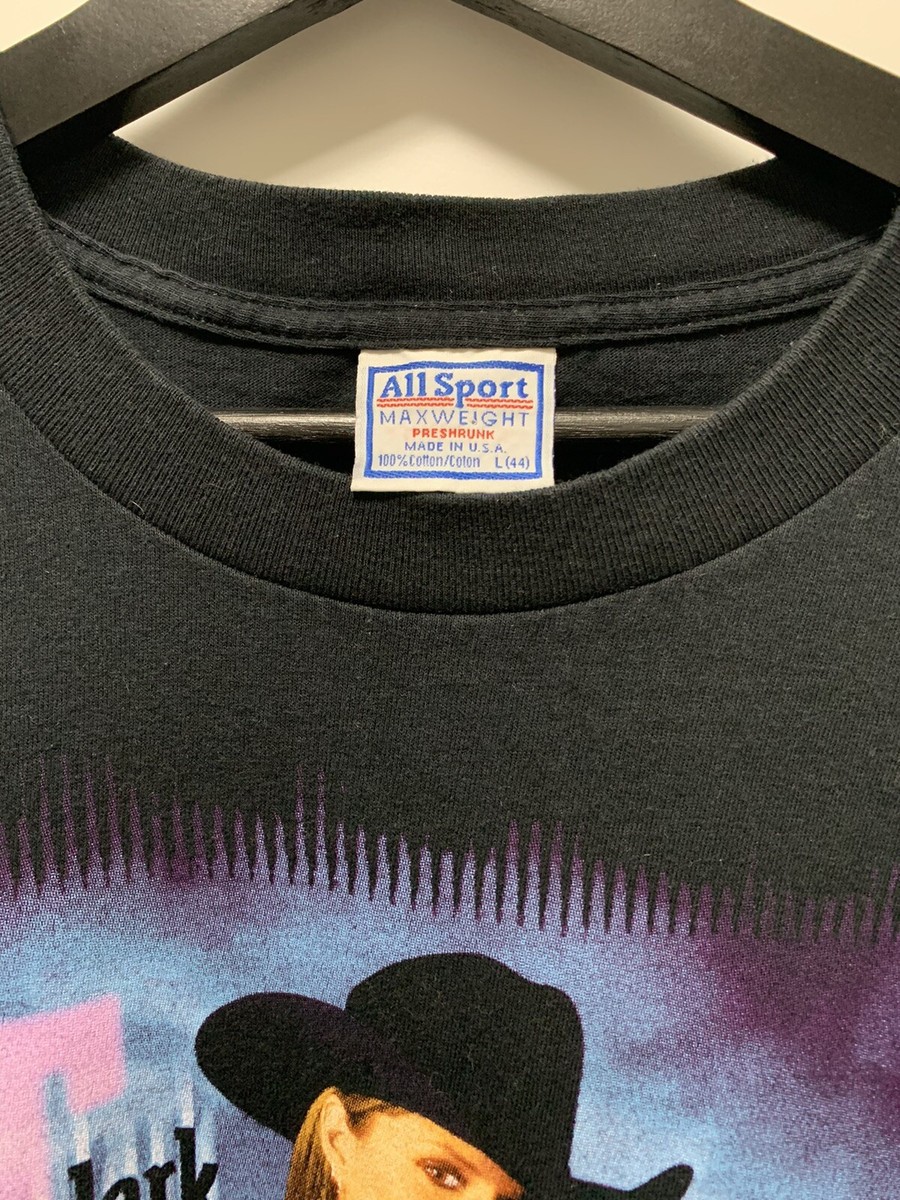 All Sport
MAXWEIGHT
PRESHRUNK
MADE IN U.S.A.
100% Cotton/Coton L (44)